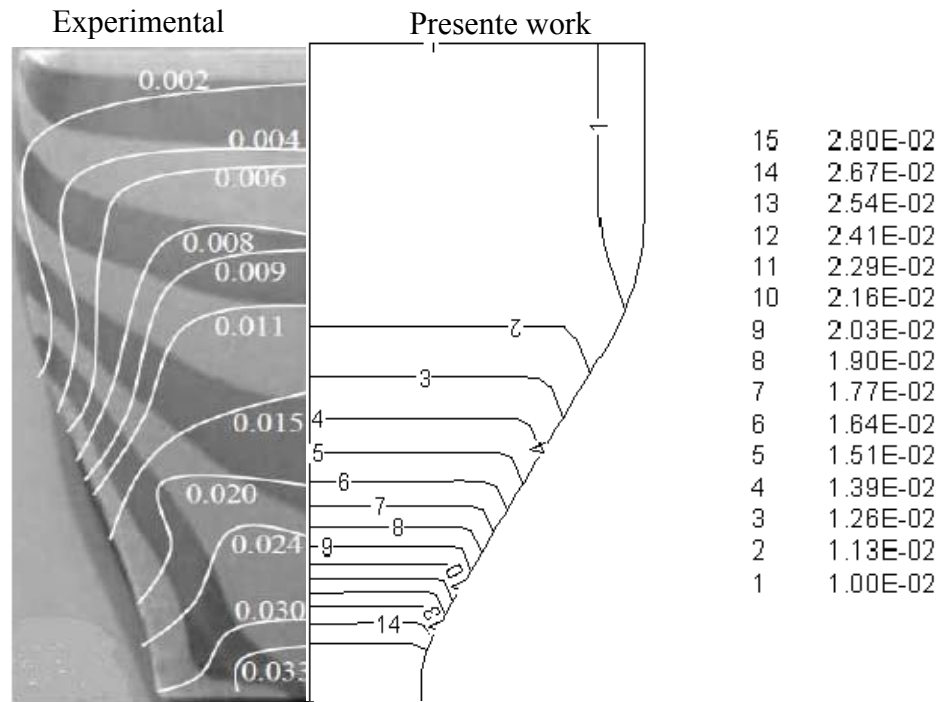 Experimental
Presente work
0.002
0.004
0.006
0.008
0.009
0.011
0.015
0.020
0.024
0.030
0.033
1
1
2
3
4
4
5
6
7
8
9
10
13
14
15 2.80E-02
14 2.67E-02
13 2.54E-02
12 2.41E-02
11 2.29E-02
10 2.16E-02
9 2.03E-02
8 1.90E-02
7 1.77E-02
6 1.64E-02
5 1.51E-02
4 1.39E-02
3 1.26E-02
2 1.13E-02
1 1.00E-02